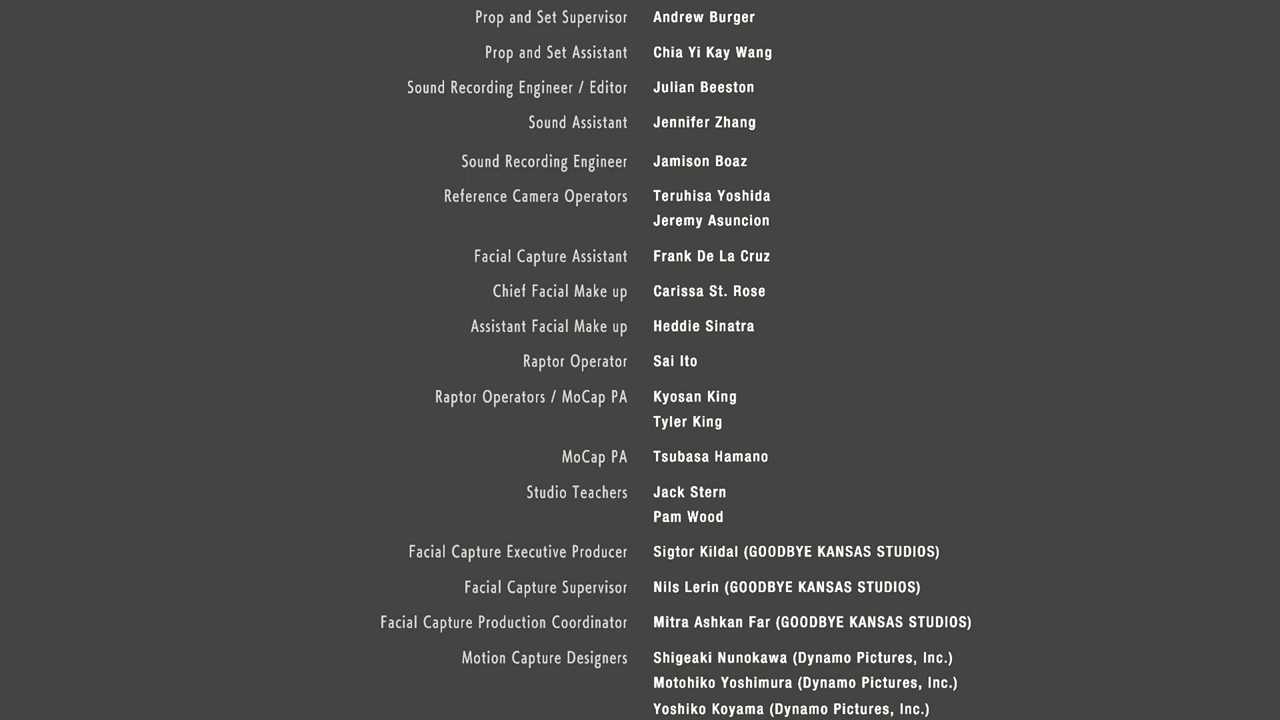 Prop and Set Supervisor Andrew Burger
Prop and Set Assistant Chia Yi Kay Wang
Sound Recording Engineer / Editor Julian Beeston
Sound Assistant Jennifer Zhang
Sound Recording Engineer Jamison Boaz
Reference Camera Operators Teruhisa Yoshida
Jeremy Asuncion
Facial Capture Assistant Frank De La Cruz
Chief Facial Make up Carissa St. Rose
Assistant Facial Make up Heddie Sinatra
Raptor Operator Sai Ito
Raptor Operators / MoCap PA Kyosan King
Tyler King
MoCap PA Tsubasa Hamano
Studio Teachers Jack Stern
Pam Wood
Facial Capture Executive Producer Sigtor Kildal (GOODBYE KANSAS STUDIOS)
Facial Capture Supervisor Nils Lerin (GOODBYE KANSAS STUDIOS)
Facial Capture Production Coordinator Mitra Ashkan Far (GOODBYE KANSAS STUDIOS)
Motion Capture Designers Shigeaki Nunokawa (Dynamo Pictures, Inc.)
Motohiko Yoshimura (Dynamo Pictures, Inc.)
Yoshiko Koyama (Dynamo Pictures, Inc.)